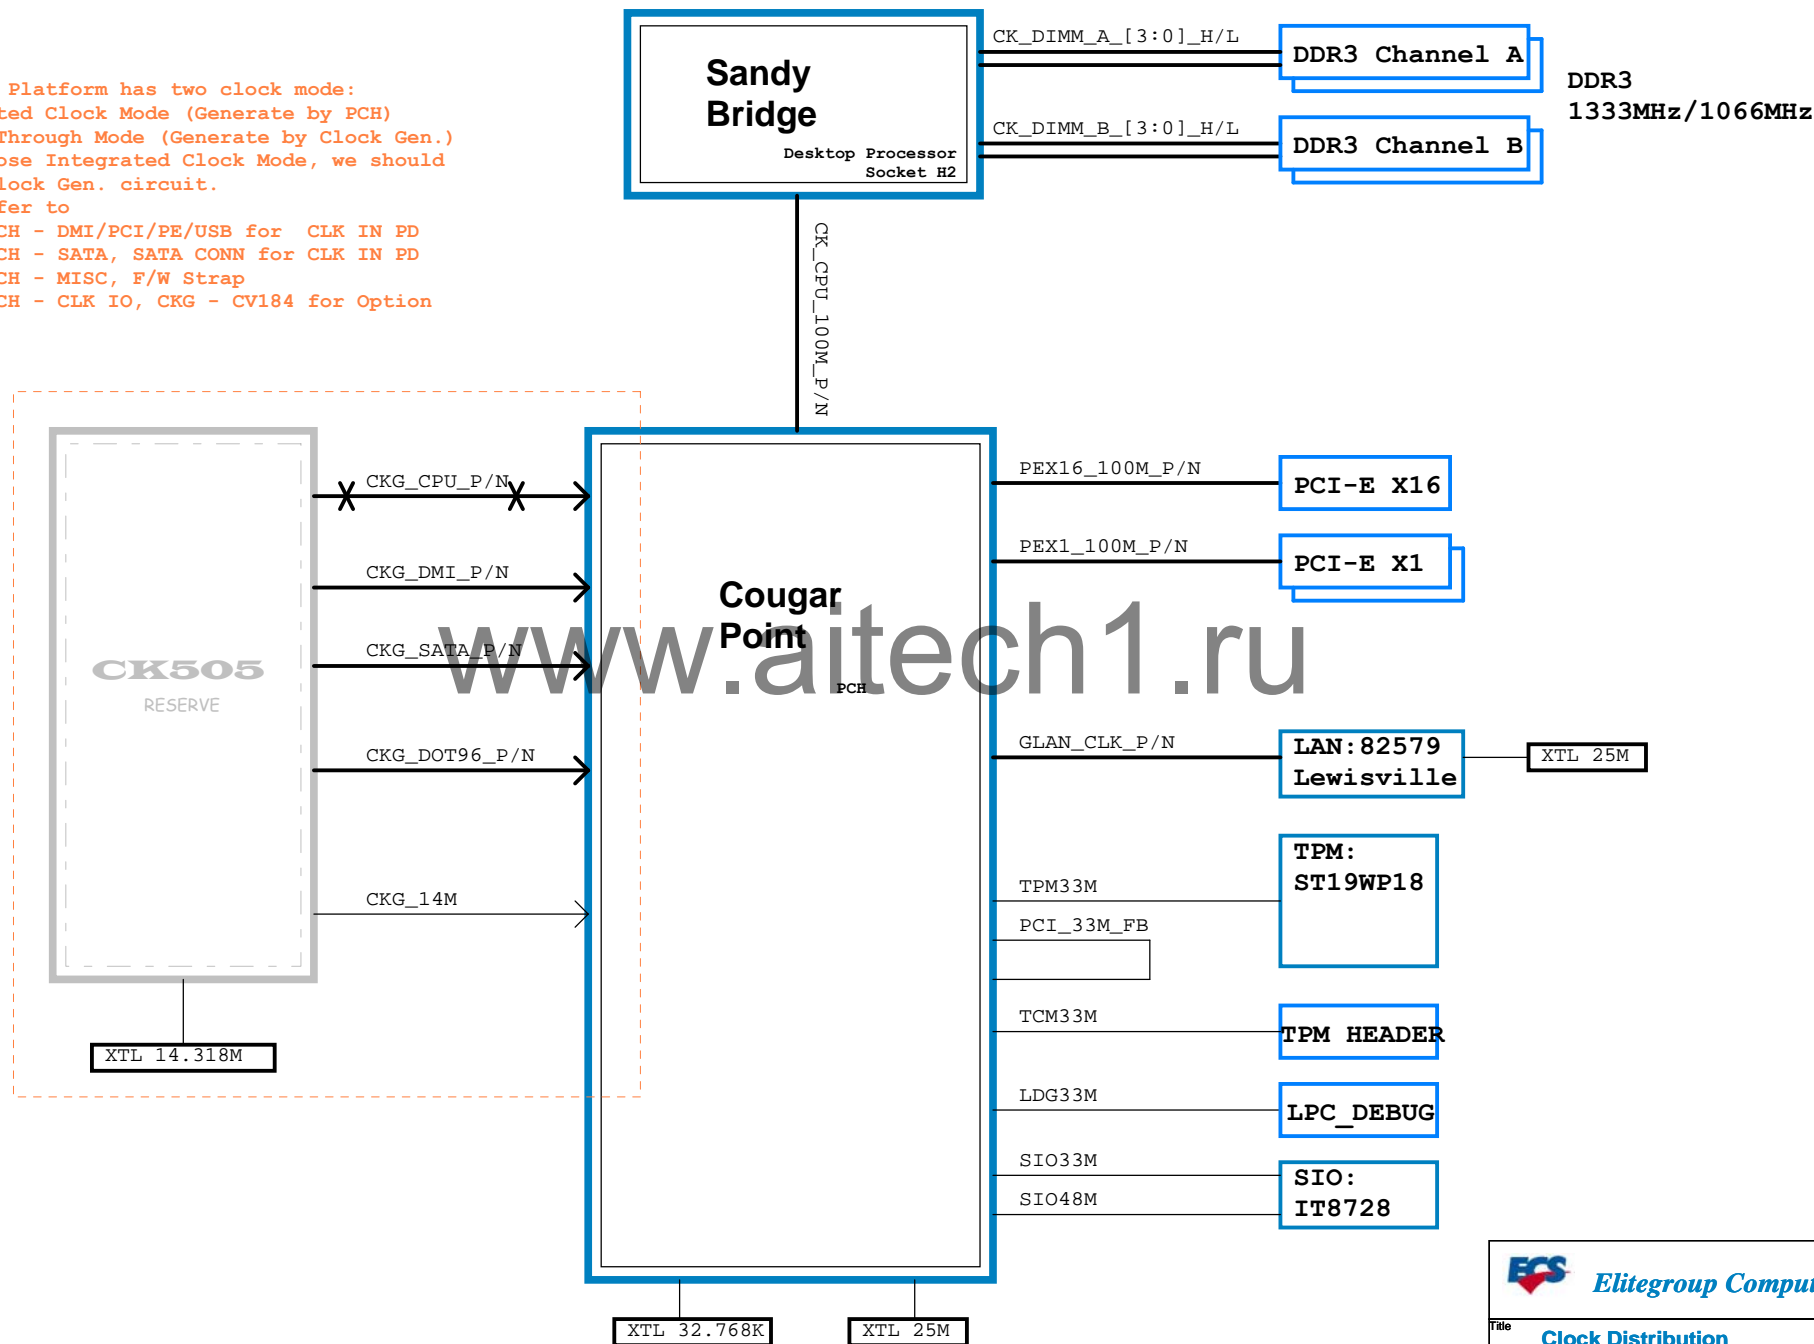 Platform has two clock mode:
ted Clock Mode (Generate by PCH)
Through Mode (Generate by Clock Gen.)
ose Integrated Clock Mode, we should
lock Gen. circuit.
fer to
CH - DMI/PCI/PE/USB for CLK IN PD
CH - SATA, SATA CONN for CLK IN PD
CH - MISC, F/W Strap
CH - CLK IO, CKG - CV184 for Option
Sandy
Bridge
Desktop Processor
Socket H2
CK_DIMM_A_[3:0]_H/L
DDR3 Channel A
CK_DIMM_B_[3:0]_H/L
DDR3 Channel B
DDR3
1333MHz/1066MHz
CK_CPU_100M_P/N
CK505
RESERVE
XTL 14.318M
CKG_CPU_P/N
CKG_DMI_P/N
CKG_SATA_P/N
CKG_DOT96_P/N
CKG_14M
Cougar
Point
PCH
www.aitech1.ru
PEX16_100M_P/N
PCI-E X16
PEX1_100M_P/N
PCI-E X1
GLAN_CLK_P/N
LAN:82579
Lewisville
XTL 25M
TPM33M
TPM:
ST19WP18
PCI_33M_FB
TCM33M
TPM HEADER
LDG33M
LPC_DEBUG
SIO33M
SIO48M
SIO:
IT8728
XTL 32.768K
XTL 25M
ECS
Elitegroup Comput
Title
Clock Distribution